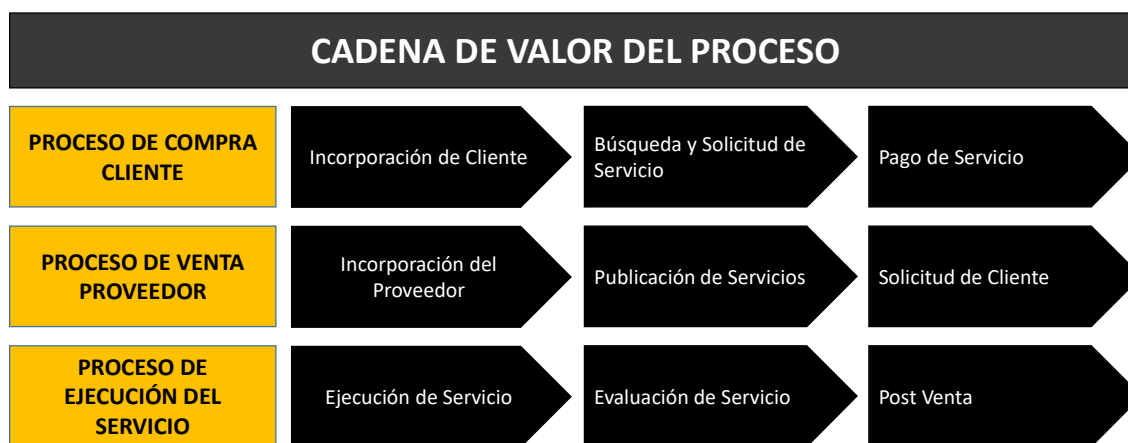 CADENA DE VALOR DEL PROCESO
PROCESO DE COMPRA
CLIENTE
Incorporación de Cliente
Búsqueda y Solicitud de
Servicio
Pago de Servicio
PROCESO DE VENTA
PROVEEDOR
Incorporación del
Proveedor
Publicación de Servicios
Solicitud de Cliente
PROCESO DE
EJECUCIÓN DEL
SERVICIO
Ejecución de Servicio
Evaluación de Servicio
Post Venta